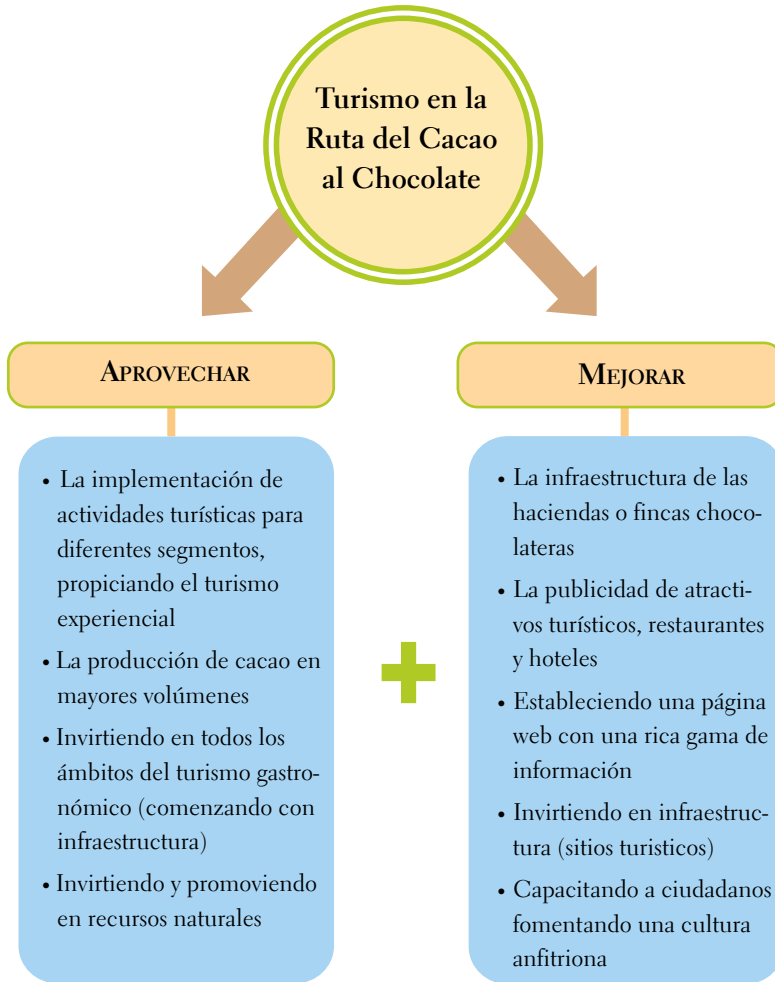 Turismo en la
Ruta del Cacao
al Chocolate
APROVECHAR
• La implementación de
actividades turísticas para
diferentes segmentos,
propiciando el turismo
experiencial
• La producción de cacao en
mayores volúmenes
• Invirtiendo en todos los
ámbitos del turismo gastro-
nómico (comenzando con
infraestructura)
• Invirtiendo y promoviendo
en recursos naturales
MEJORAR
• La infraestructura de las
haciendas o fincas choco-
lateras
• La publicidad de atracti-
vos turísticos, restaurantes
y hoteles
• Estableciendo una página
web con una rica gama de
información
• Invirtiendo en infraestruc-
tura (sitios turisticos)
• Capacitando a ciudadanos
fomentando una cultura
anfitriona